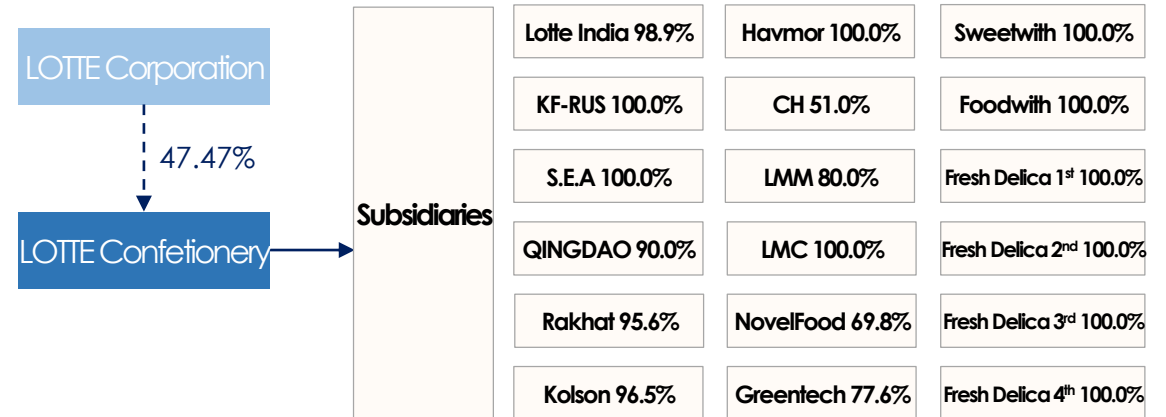 LOTTE Corporation
47.47%
LOTTE Confetionery
Subsidiaries
Lotte India 98.9%
Havmor 100.0%
Sweetwith 100.0%
KF-RUS 100.0%
CH 51.0%
Foodwith 100.0%
S.E.A 100.0%
LMM 80.0%
Fresh Delica 1st 100.0%
QINGDAO 90.0%
LMC 100.0%
Fresh Delica 2nd 100.0%
Rakhat 95.6%
NovelFood 69.8%
Fresh Delica 3rd 100.0%
Kolson 96.5%
Greentech 77.6%
Fresh Delica 4th 100.0%